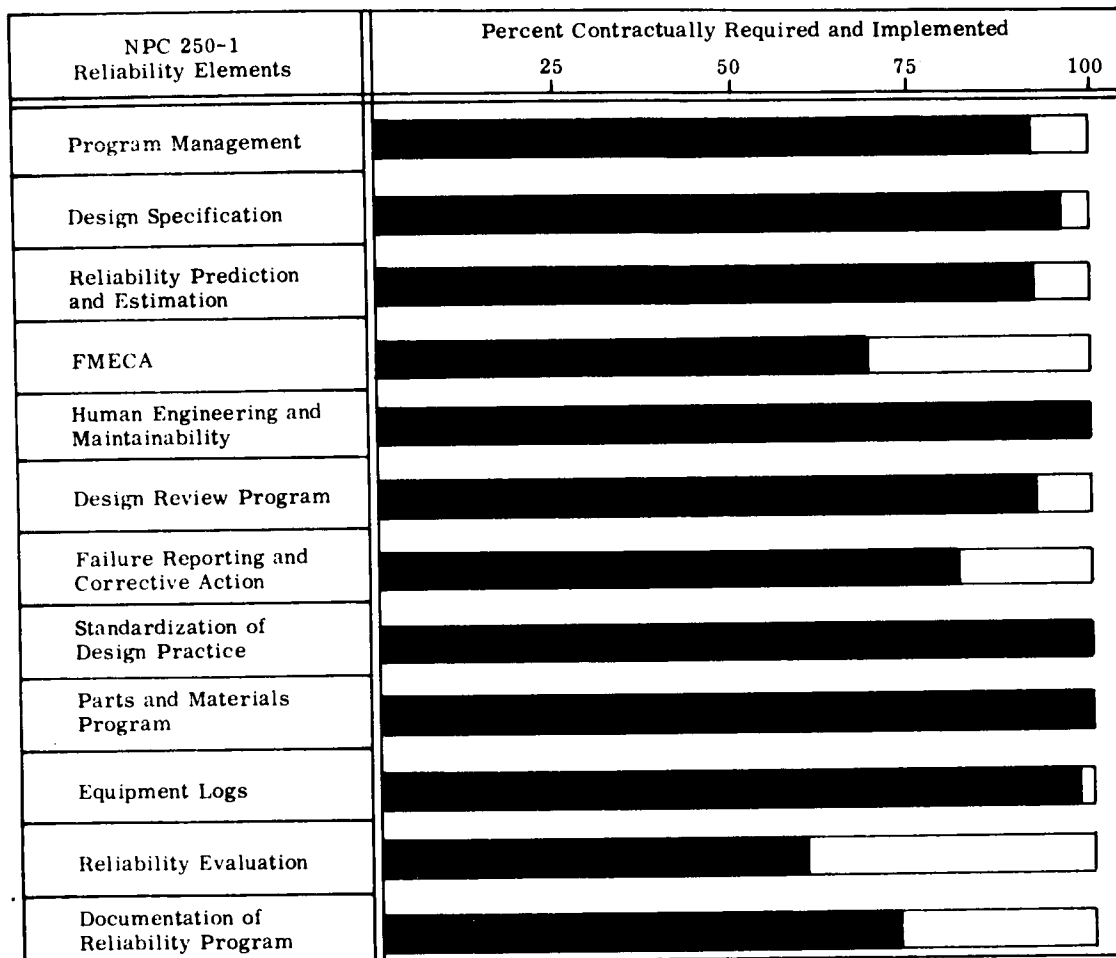 NPC 250-1
Reliability Elements
Percent Contractually Required and Implemented
25 50 75 100
Program Management
Design Specification
Reliability Prediction
and Estimation
FMECA
Human Engineering and
Maintainability
Design Review Program
Failure Reporting and
Corrective Action
Standardization of
Design Practice
Parts and Materials
Program
Equipment Logs
Reliability Evaluation
Documentation of
Reliability Program